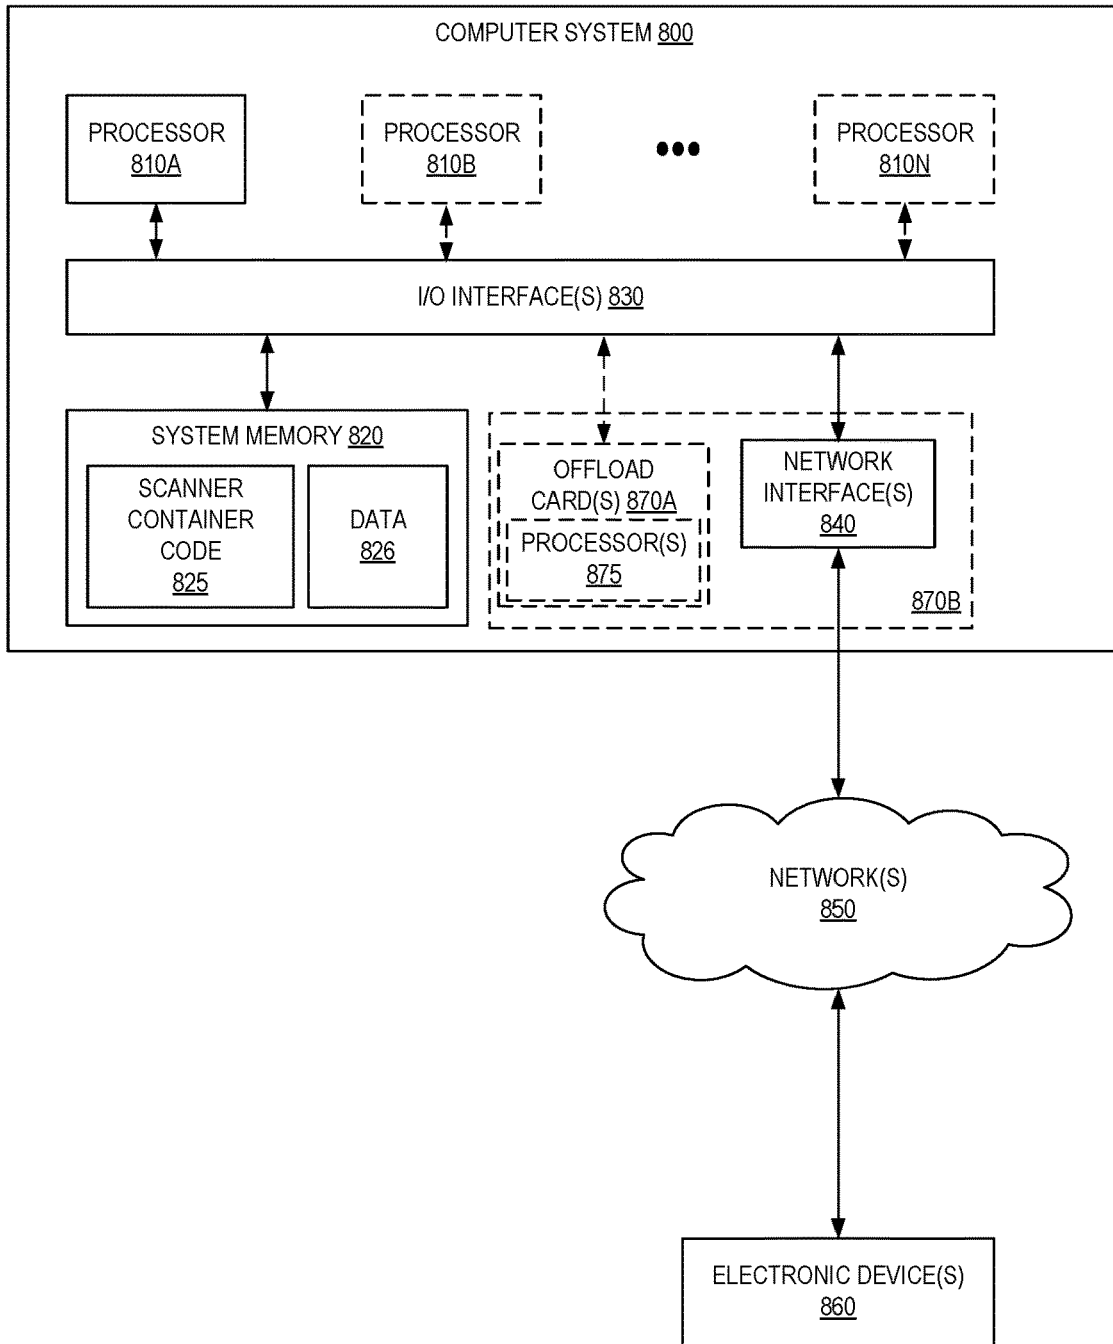 COMPUTER SYSTEM 800
PROCESSOR
810A
PROCESSOR
810B
PROCESSOR
810N
I/O INTERFACE(S) 830
SYSTEM MEMORY 820
SCANNER
CONTAINER
CODE
825
DATA
826
OFFLOAD
CARD(S) 870A
PROCESSOR(S)
875
NETWORK
INTERFACE(S)
840
870B
NETWORK(S)
850
ELECTRONIC DEVICE(S)
860